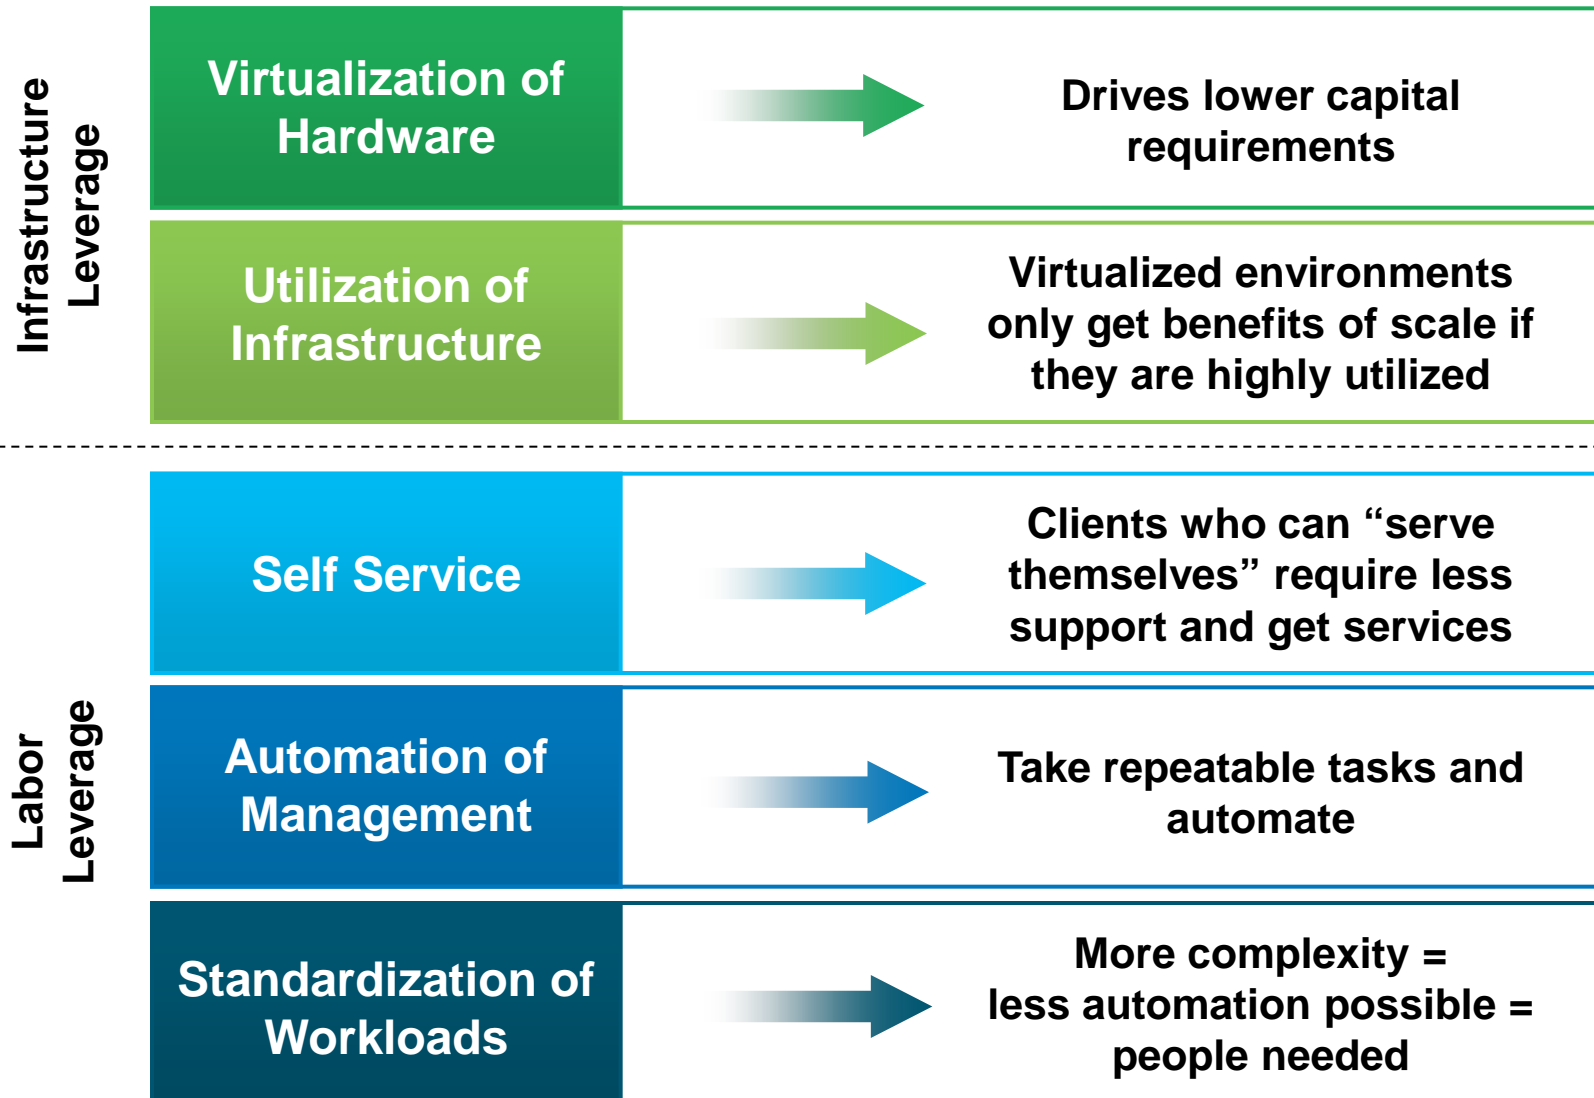 Infrastructure
Leverage
Virtualization of
Hardware
Drives lower capital
requirements
Utilization of
Infrastructure
Virtualized environments
only get benefits of scale if
they are highly utilized
Labor
Leverage
Self Service
Clients who can “serve
themselves” require less
support and get services
Automation of
Management
Take repeatable tasks and
automate
Standardization of
Workloads
More complexity =
less automation possible =
people needed